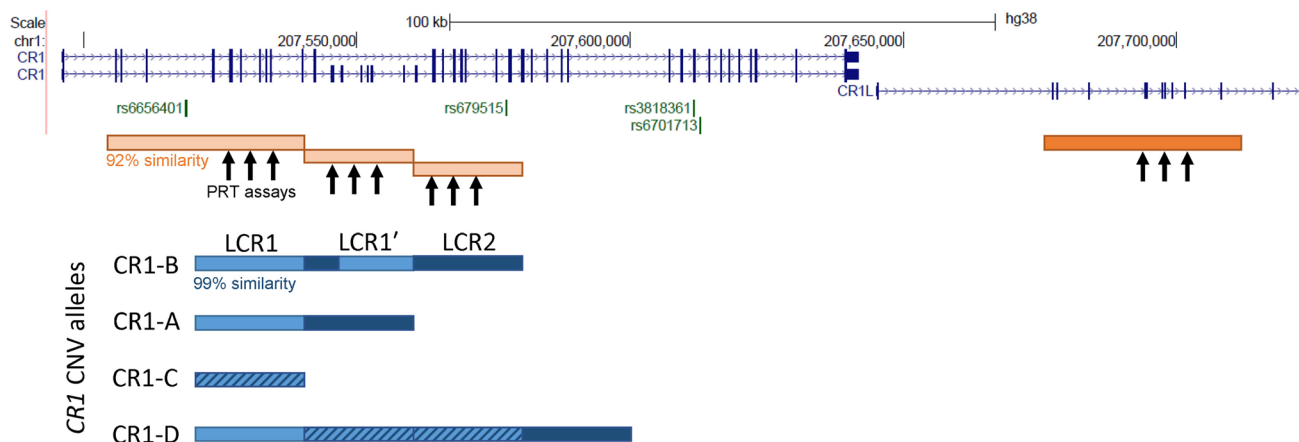 Scale 100 kb hg38
chr1: 207,550,000 207,600,000 207,650,000 207,700,000
CR1
CR1
CR1L
rs6656401 rs679515 rs3818361
rs6701713
92% similarity
PRT assays
LCR1 LCR1′ LCR2
CR1-B
99% similarity
CR1-A
CR1-C
CR1-D
CR1 CNV alleles